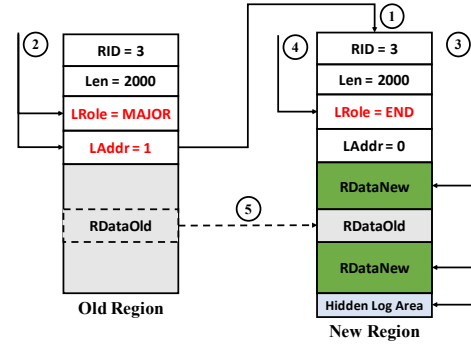 ①
②
④
③
RID = 3
Len = 2000
LRole = MAJOR
LAddr = 1
RDataOld
Old Region
⑤
RID = 3
Len = 2000
LRole = END
LAddr = 0
RDataNew
RDataOld
RDataNew
Hidden Log Area
New Region